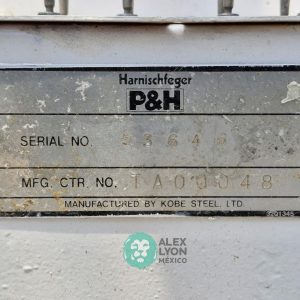 Harnischfeger
P&H
SERIAL NO.
MFG. CTR. NO. TA00048
MANUFACTURED BY KOBE STEEL, LTD.
ALEX
LYON
MÉXICO